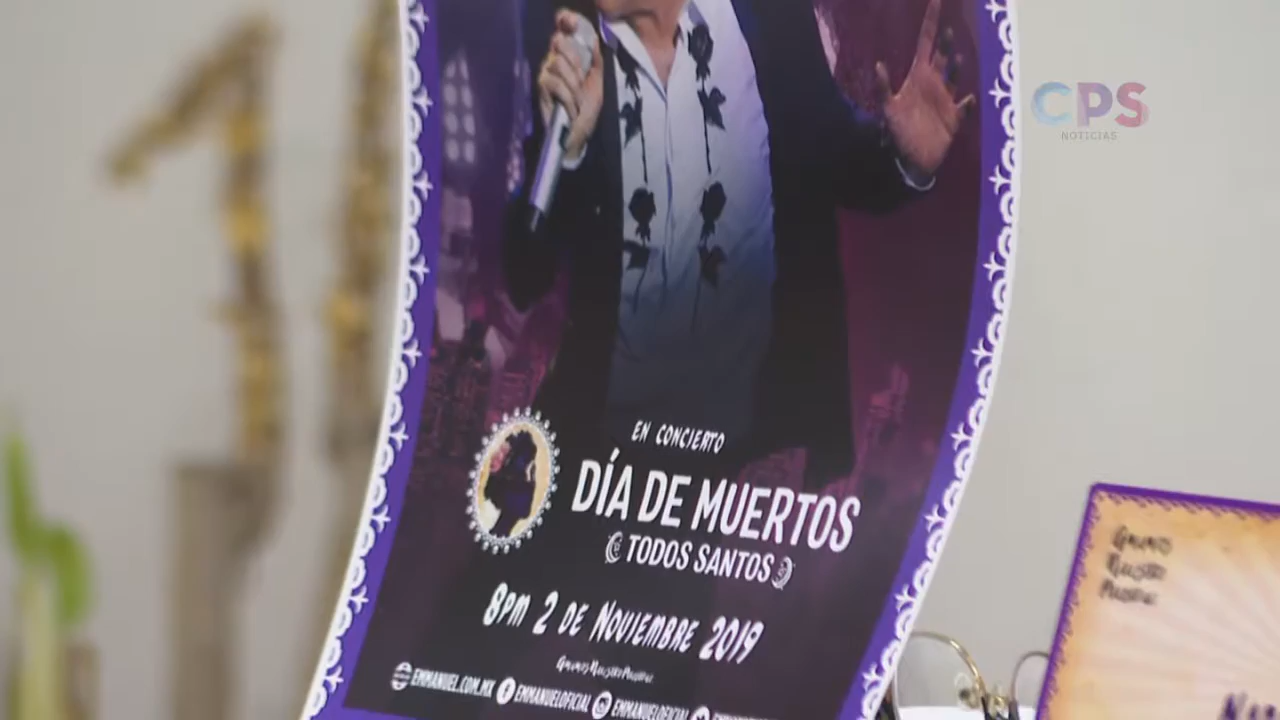 CPS
NOTICIAS
EN CONCIERTO
DÍA DE MUERTOS
TODOS SANTOS
8PM 2 DE NOVIEMBRE 2019
EMMANUEL.COM.MX EMMANUELOFICIAL EMMANUELOFICIAL